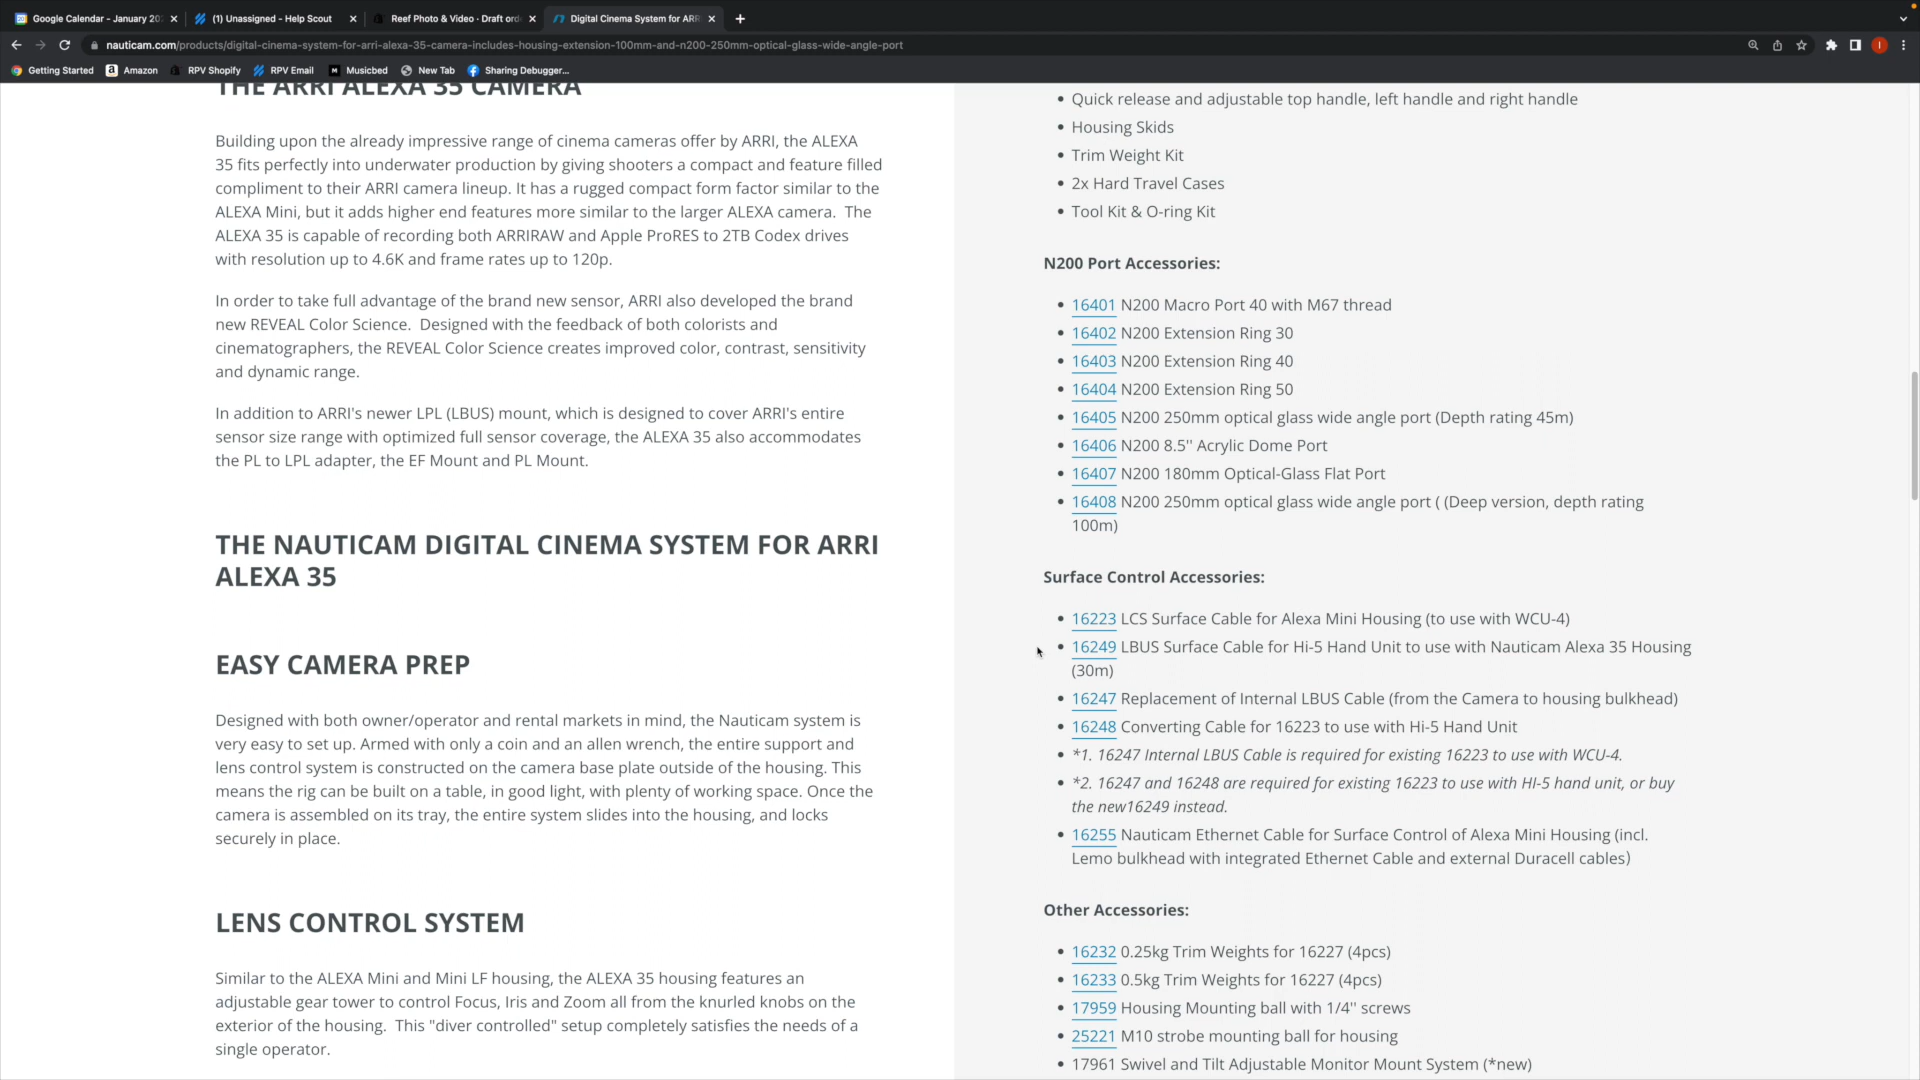 Google Calendar - January 20
(1) Unassigned - Help Scout
Reef Photo & Video · Draft ord
Digital Cinema System for ARR
nauticam.com/products/digital-cinema-system-for-arri-alexa-35-camera-includes-housing-extension-100mm-and-n200-250mm-optical-glass-wide-angle-port
I
Getting Started
Amazon
RPV Shopify
RPV Email
Musicbed
New Tab
Sharing Debugger...
THE ARRI ALEXA 35 CAMERA
Building upon the already impressive range of cinema cameras offer by ARRI, the ALEXA
35 fits perfectly into underwater production by giving shooters a compact and feature filled
compliment to their ARRI camera lineup. It has a rugged compact form factor similar to the
ALEXA Mini, but it adds higher end features more similar to the larger ALEXA camera.  The
ALEXA 35 is capable of recording both ARRIRAW and Apple ProRES to 2TB Codex drives
with resolution up to 4.6K and frame rates up to 120p.
In order to take full advantage of the brand new sensor, ARRI also developed the brand
new REVEAL Color Science.  Designed with the feedback of both colorists and
cinematographers, the REVEAL Color Science creates improved color, contrast, sensitivity
and dynamic range.
In addition to ARRI's newer LPL (LBUS) mount, which is designed to cover ARRI's entire
sensor size range with optimized full sensor coverage, the ALEXA 35 also accommodates
the PL to LPL adapter, the EF Mount and PL Mount.
THE NAUTICAM DIGITAL CINEMA SYSTEM FOR ARRI
ALEXA 35
EASY CAMERA PREP
Designed with both owner/operator and rental markets in mind, the Nauticam system is
very easy to set up. Armed with only a coin and an allen wrench, the entire support and
lens control system is constructed on the camera base plate outside of the housing. This
means the rig can be built on a table, in good light, with plenty of working space. Once the
camera is assembled on its tray, the entire system slides into the housing, and locks
securely in place.
LENS CONTROL SYSTEM
Similar to the ALEXA Mini and Mini LF housing, the ALEXA 35 housing features an
adjustable gear tower to control Focus, Iris and Zoom all from the knurled knobs on the
exterior of the housing.  This "diver controlled" setup completely satisfies the needs of a
single operator.
• Quick release and adjustable top handle, left handle and right handle
• Housing Skids
• Trim Weight Kit
• 2x Hard Travel Cases
• Tool Kit & O-ring Kit
N200 Port Accessories:
• 16401 N200 Macro Port 40 with M67 thread
• 16402 N200 Extension Ring 30
• 16403 N200 Extension Ring 40
• 16404 N200 Extension Ring 50
• 16405 N200 250mm optical glass wide angle port (Depth rating 45m)
• 16406 N200 8.5'' Acrylic Dome Port
• 16407 N200 180mm Optical-Glass Flat Port
• 16408 N200 250mm optical glass wide angle port ( (Deep version, depth rating
100m)
Surface Control Accessories:
• 16223 LCS Surface Cable for Alexa Mini Housing (to use with WCU-4)
• 16249 LBUS Surface Cable for Hi-5 Hand Unit to use with Nauticam Alexa 35 Housing
(30m)
• 16247 Replacement of Internal LBUS Cable (from the Camera to housing bulkhead)
• 16248 Converting Cable for 16223 to use with Hi-5 Hand Unit
• *1. 16247 Internal LBUS Cable is required for existing 16223 to use with WCU-4.
• *2. 16247 and 16248 are required for existing 16223 to use with HI-5 hand unit, or buy
the new16249 instead.
• 16255 Nauticam Ethernet Cable for Surface Control of Alexa Mini Housing (incl.
Lemo bulkhead with integrated Ethernet Cable and external Duracell cables)
Other Accessories:
• 16232 0.25kg Trim Weights for 16227 (4pcs)
• 16233 0.5kg Trim Weights for 16227 (4pcs)
• 17959 Housing Mounting ball with 1/4'' screws
• 25221 M10 strobe mounting ball for housing
• 17961 Swivel and Tilt Adjustable Monitor Mount System (*new)